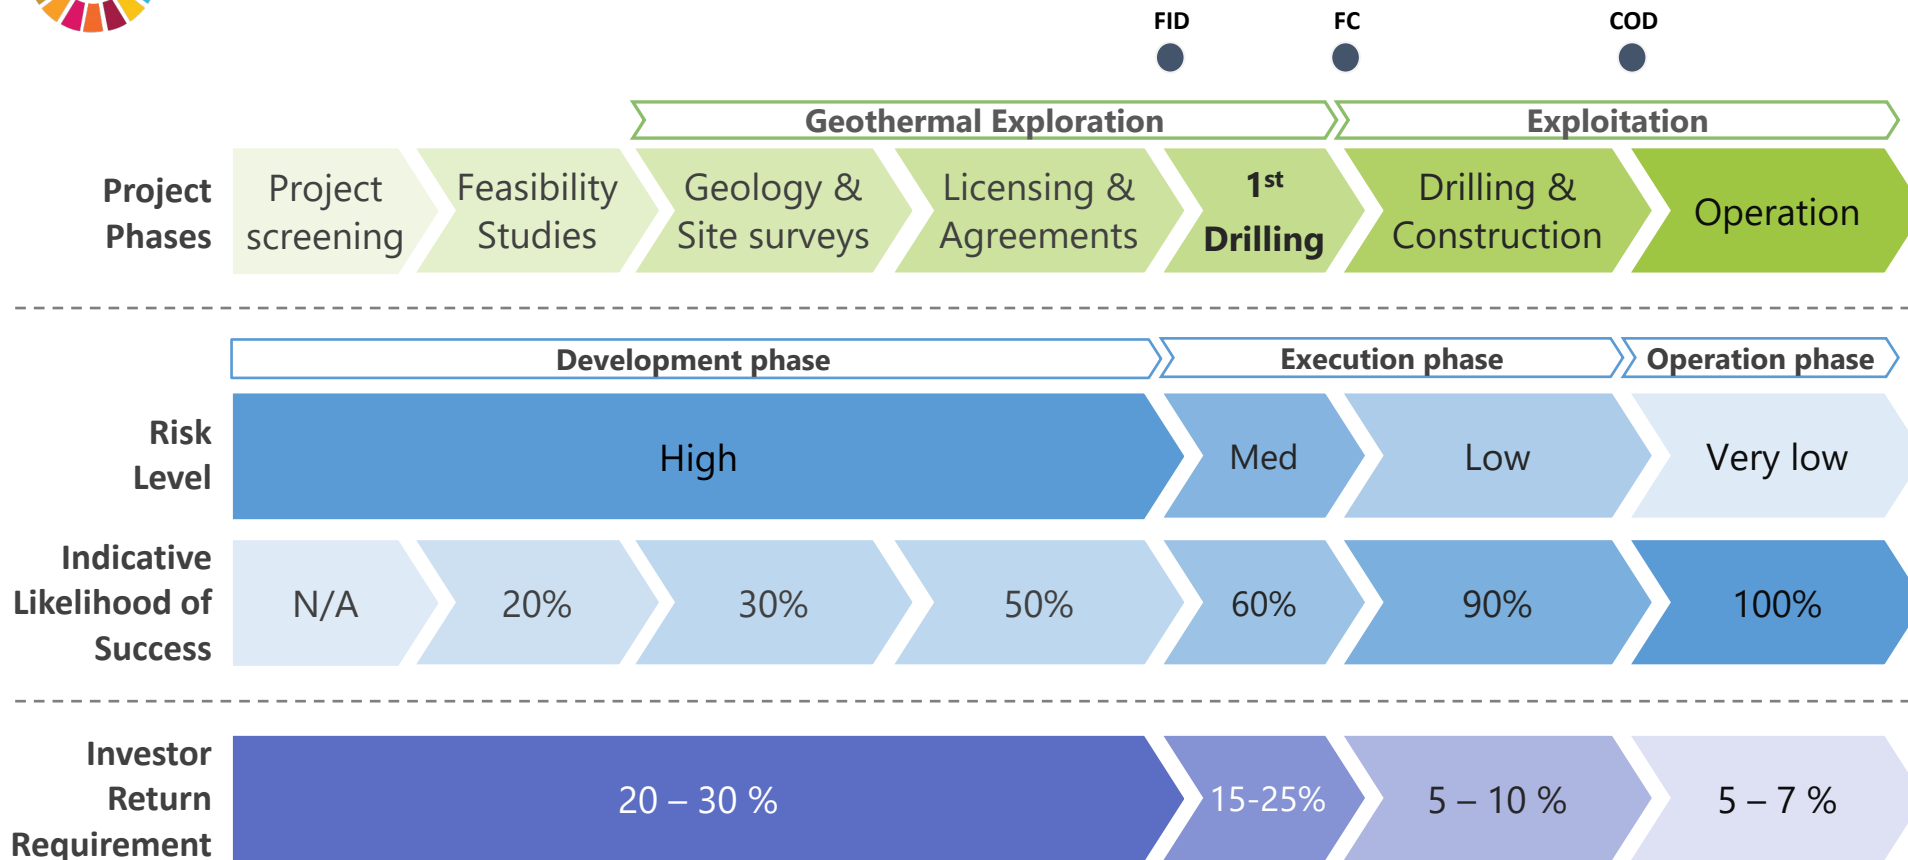 FID
FC
COD
Geothermal Exploration
Exploitation
Project
Phases
Project
screening
Feasibility
Studies
Geology &
Site surveys
Licensing &
Agreements
1st
Drilling
Drilling &
Construction
Operation
Development phase
Execution phase
Operation phase
Risk
Level
High
Med
Low
Very low
Indicative
Likelihood of
Success
N/A
20%
30%
50%
60%
90%
100%
Investor
Return
Requirement
20 – 30 %
15-25%
5 – 10 %
5 – 7 %